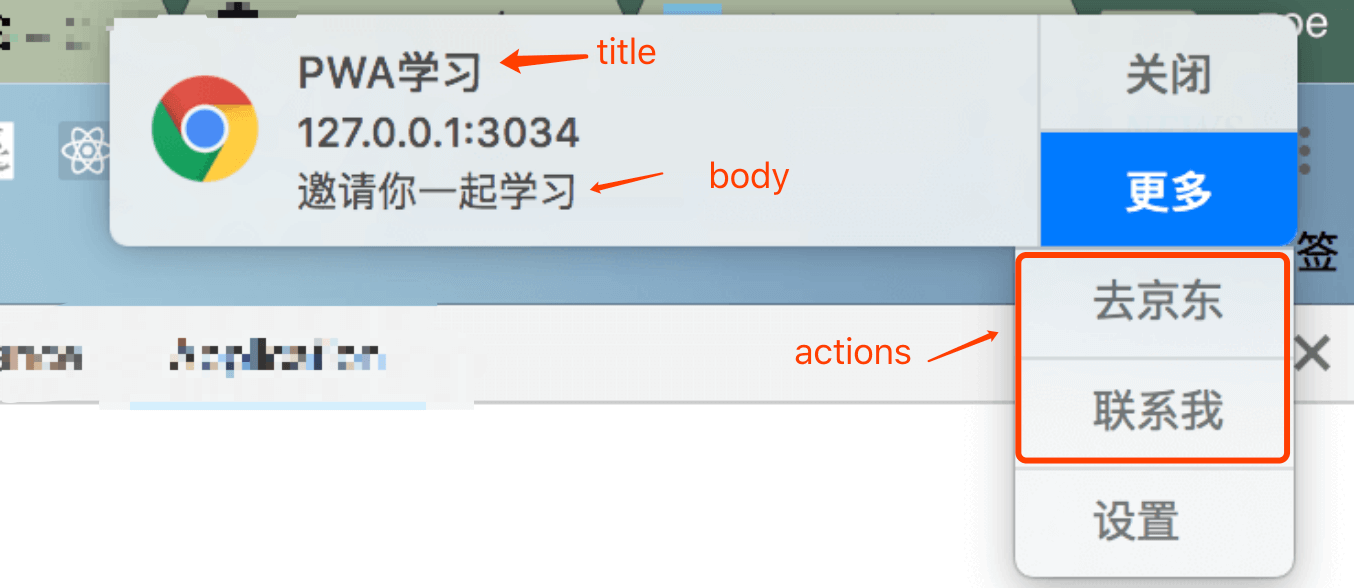 PWA学习
title
关闭
127.0.0.1:3034
邀请你一起学习
body
更多
签
去京东
actions
联系我
设置